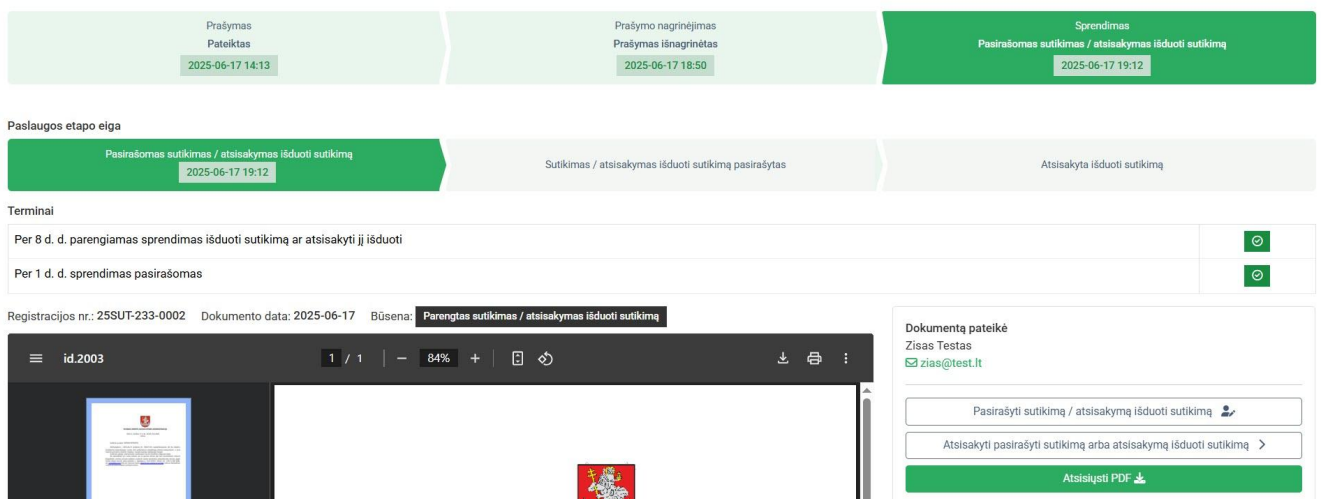 Prašymas
Pateiktas
2025-06-17 14:13
Prašymo nagrinėjimas
Prašymas išnagrinėtas
2025-06-17 18:50
Sprendimas
Pasirašomas sutikimas / atsisakymas išduoti sutikimą
2025-06-17 19:12
Paslaugos etapo eiga
Pasirašomas sutikimas / atsisakymas išduoti sutikimą
2025-06-17 19:12
Sutikimas / atsisakymas išduoti sutikimą pasirašytas
Atsisakyta išduoti sutikimą
Terminai
Per 8 d. d. parengiamas sprendimas išduoti sutikimą ar atsisakyti jį išduoti
Per 1 d. d. sprendimas pasirašomas
Registracijos nr.: 25SUT-233-0002 Dokumento data: 2025-06-17 Būsena: Parengtas sutikimas / atsisakymas išduoti sutikimą
id.2003 1 / 1 − 84% +
Dokumentą pateikė
Zisas Testas
zias@test.lt
Pasirašyti sutikimą / atsisakymą išduoti sutikimą
Atsisakyti pasirašyti sutikimą arba atsakymą išduoti sutikimą
Atsisiųsti PDF